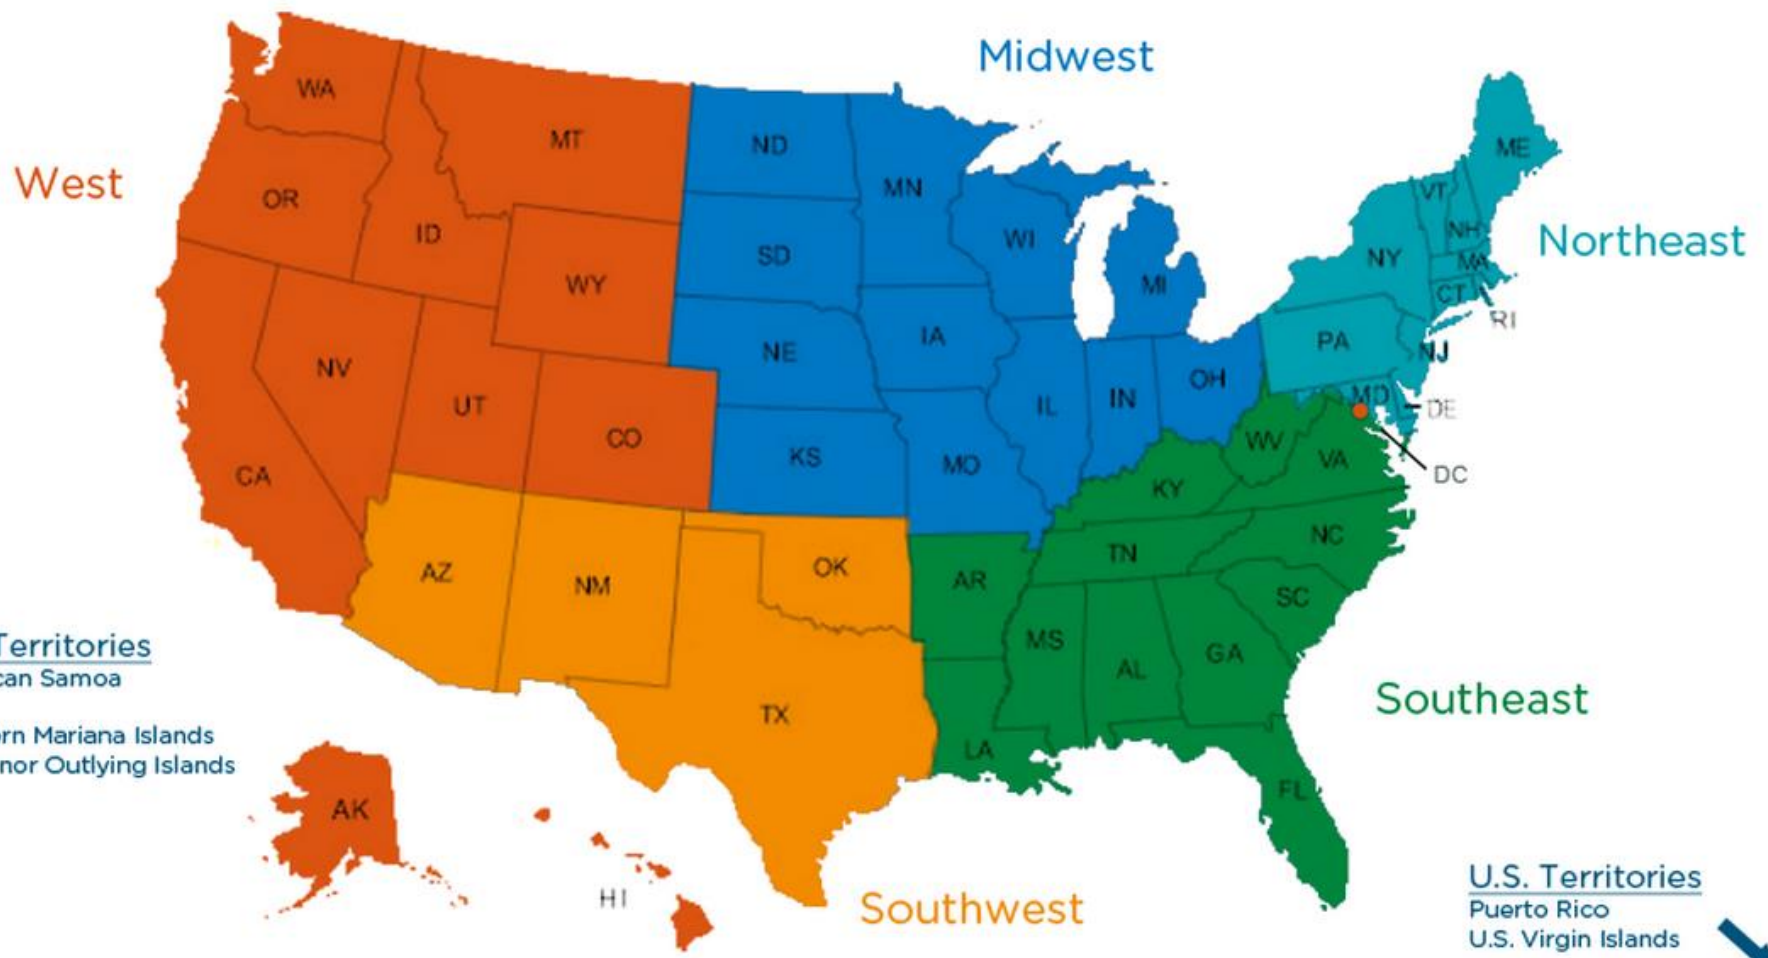 Midwest
West
Northeast
Southeast
Southwest
WA
MT
ND
MN
ME
VT
NH
OR
ID
SD
WI
MI
NY
MA
CT
RI
WY
NE
IA
PA
NJ
NV
UT
CO
KS
MO
IL
IN
OH
MD
DE
WV
VA
DC
CA
KY
AZ
NM
OK
AR
TN
NC
SC
MS
AL
GA
TX
LA
FL
AK
HI
Territories
can Samoa
ern Mariana Islands
nor Outlying Islands
U.S. Territories
Puerto Rico
U.S. Virgin Islands